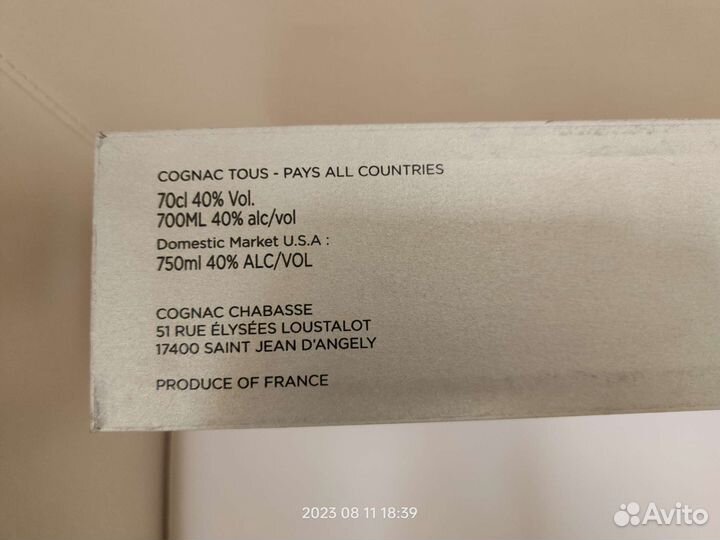 COGNAC TOUS - PAYS ALL COUNTRIES
70cl 40% Vol.
700ML 40% alc/vol
Domestic Market U.S.A :
750ml 40% ALC/VOL
COGNAC CHABASSE
51 RUE ÉLYSÉES LOUSTALOT
17400 SAINT JEAN D'ANGELY
PRODUCE OF FRANCE
2023 08 11 18:39
Avito